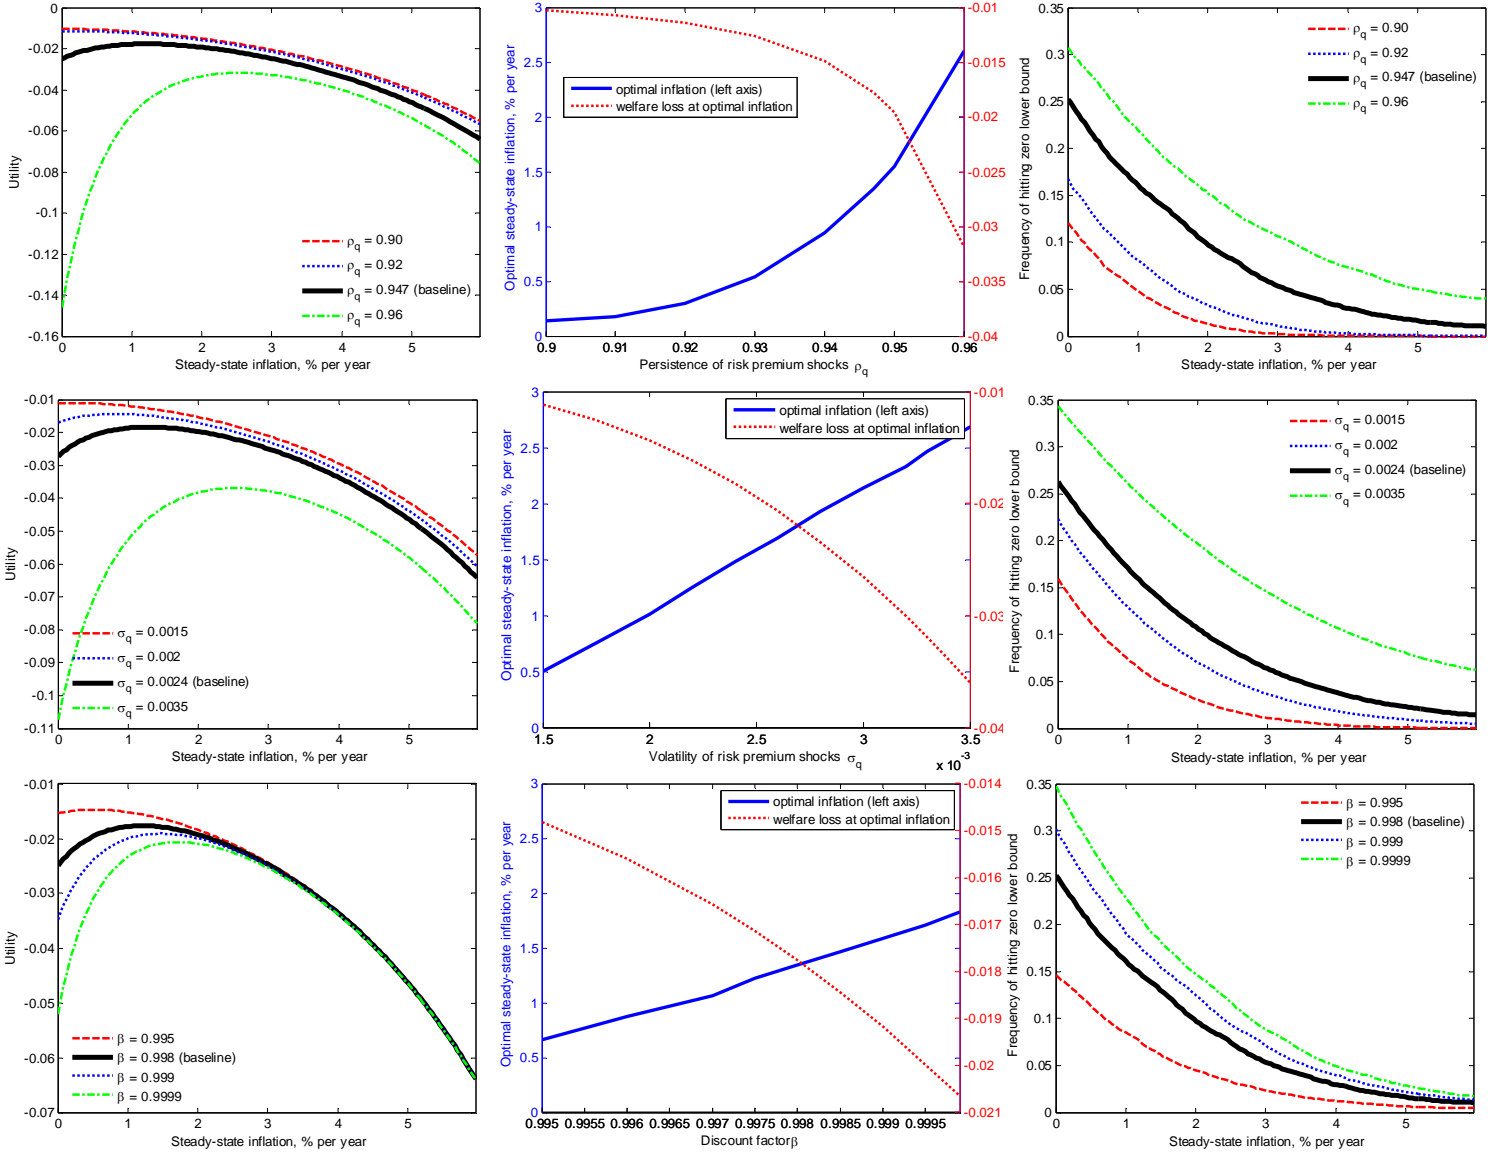 0
-0.02
-0.04
-0.06
-0.08
-0.1
-0.12
-0.14
-0.16
Utility
0 1 2 3 4 5
Steady-state inflation, % per year
ρq = 0.90
ρq = 0.92
ρq = 0.947 (baseline)
ρq = 0.96
3
2.5
2
1.5
1
0.5
0
Optimal steady-state inflation, % per year
optimal inflation (left axis)
welfare loss at optimal inflation
-0.01
-0.015
-0.02
-0.025
-0.03
-0.035
-0.04
0.9 0.91 0.92 0.93 0.94 0.95 0.96
Persistence of risk premium shocks ρq
0.35
0.3
0.25
0.2
0.15
0.1
0.05
0
Frequency of hitting zero lower bound
ρq = 0.90
ρq = 0.92
ρq = 0.947 (baseline)
ρq = 0.96
0 1 2 3 4 5
Steady-state inflation, % per year
-0.01
-0.02
-0.03
-0.04
-0.05
-0.06
-0.07
-0.08
-0.09
-0.1
-0.11
Utility
σq = 0.0015
σq = 0.002
σq = 0.0024 (baseline)
σq = 0.0035
0 1 2 3 4 5
Steady-state inflation, % per year
3
2.5
2
1.5
1
0.5
0
Optimal steady-state inflation, % per year
optimal inflation (left axis)
welfare loss at optimal inflation
-0.01
-0.02
-0.03
-0.04
1.5 2 2.5 3 3.5
x 10-3
Volatility of risk premium shocks σq
0.35
0.3
0.25
0.2
0.15
0.1
0.05
0
Frequency of hitting zero lower bound
σq = 0.0015
σq = 0.002
σq = 0.0024 (baseline)
σq = 0.0035
0 1 2 3 4 5
Steady-state inflation, % per year
-0.01
-0.02
-0.03
-0.04
-0.05
-0.06
-0.07
Utility
β = 0.995
β = 0.998 (baseline)
β = 0.999
β = 0.9999
0 1 2 3 4 5
Steady-state inflation, % per year
3
2.5
2
1.5
1
0.5
0
Optimal steady-state inflation, % per year
optimal inflation (left axis)
welfare loss at optimal inflation
-0.014
-0.015
-0.016
-0.017
-0.018
-0.019
-0.02
-0.021
0.995 0.9955 0.996 0.9965 0.997 0.9975 0.998 0.9985 0.999 0.9995
Discount factorβ
0.35
0.3
0.25
0.2
0.15
0.1
0.05
0
Frequency of hitting zero lower bound
β = 0.995
β = 0.998 (baseline)
β = 0.999
β = 0.9999
0 1 2 3 4 5
Steady-state inflation, % per year